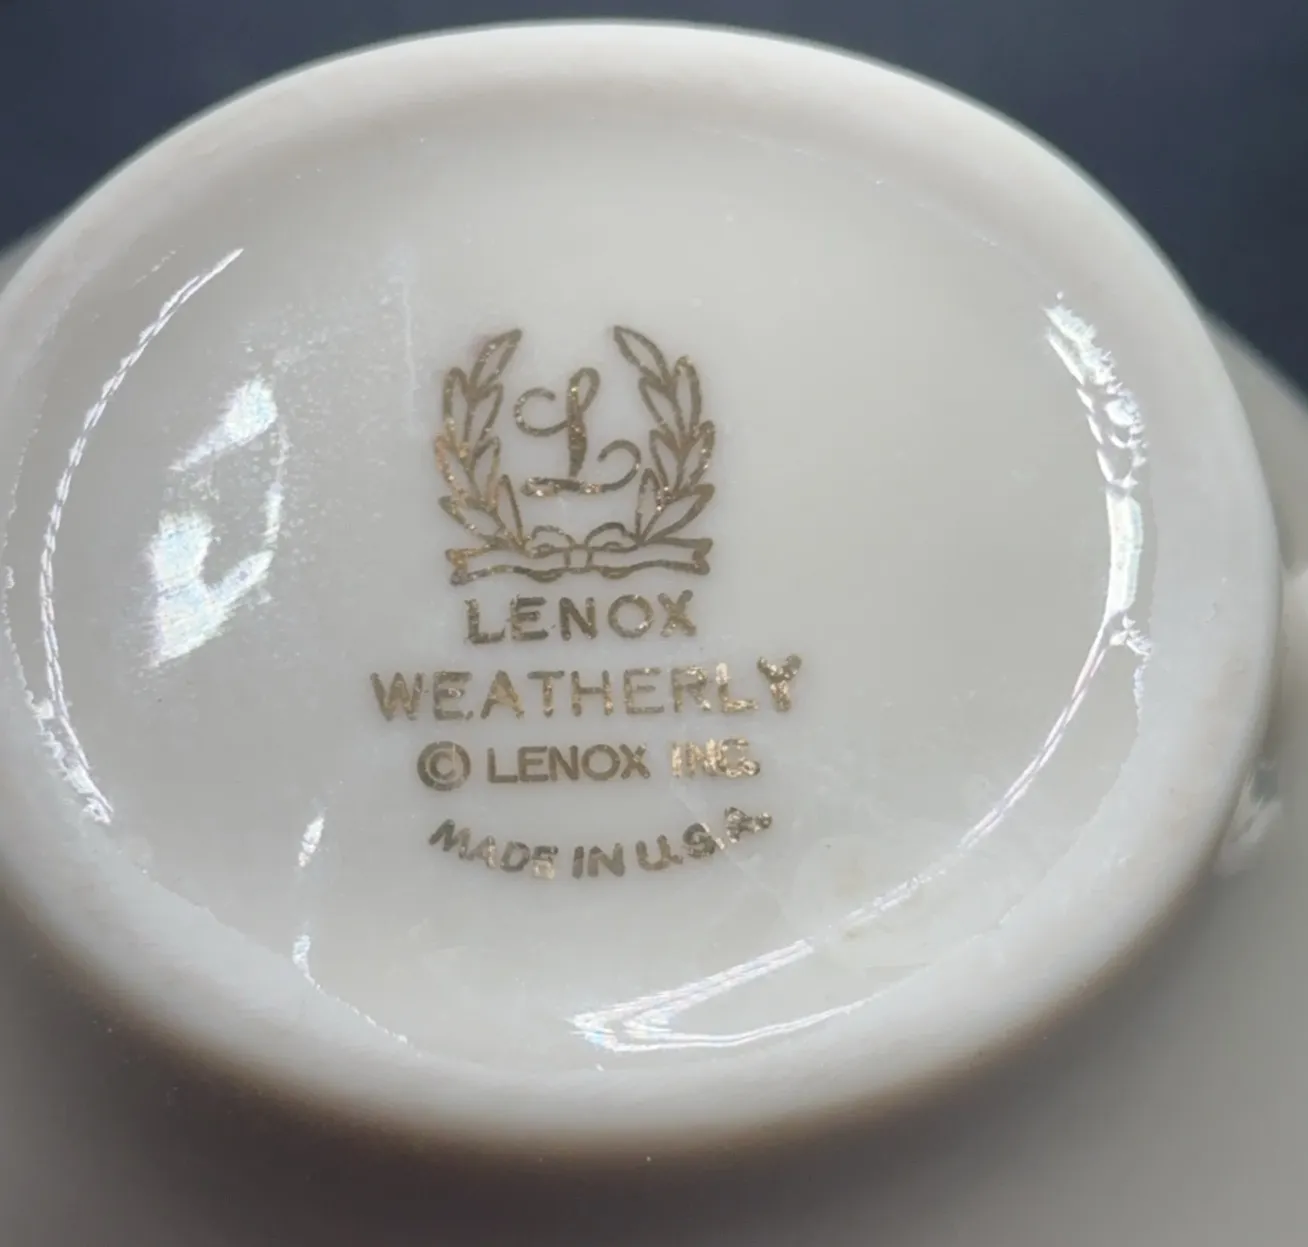 L
LENOX
WEATHERLY
© LENOX INC.
MADE IN U.S.A.